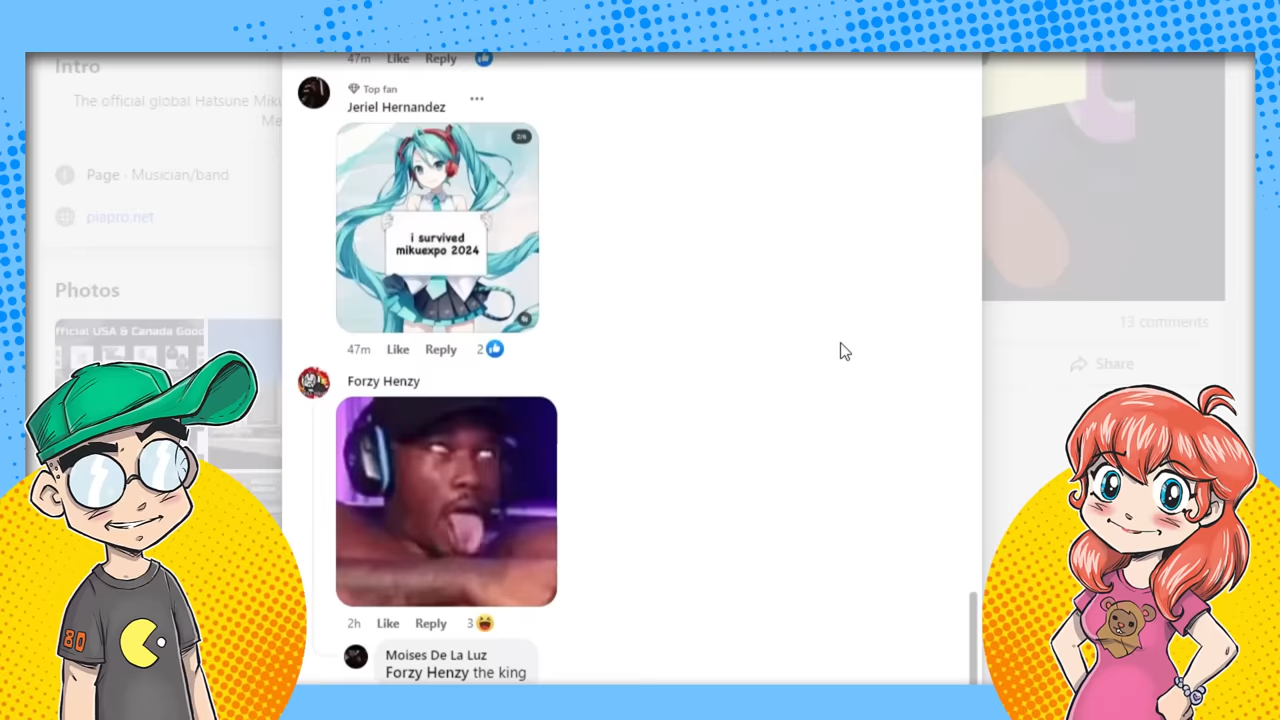 47m Like Reply
Intro
The official global Hatsune Miku
Top fan
Jeriel Hernandez
2/6
i survived
mikuexpo 2024
Page · Musician/band
piapro.net
Photos
fficial USA & Canada Good
13 comments
Share
47m Like Reply 2
Forzy Henzy
2h Like Reply 3
Moises De La Luz
Forzy Henzy the king
80